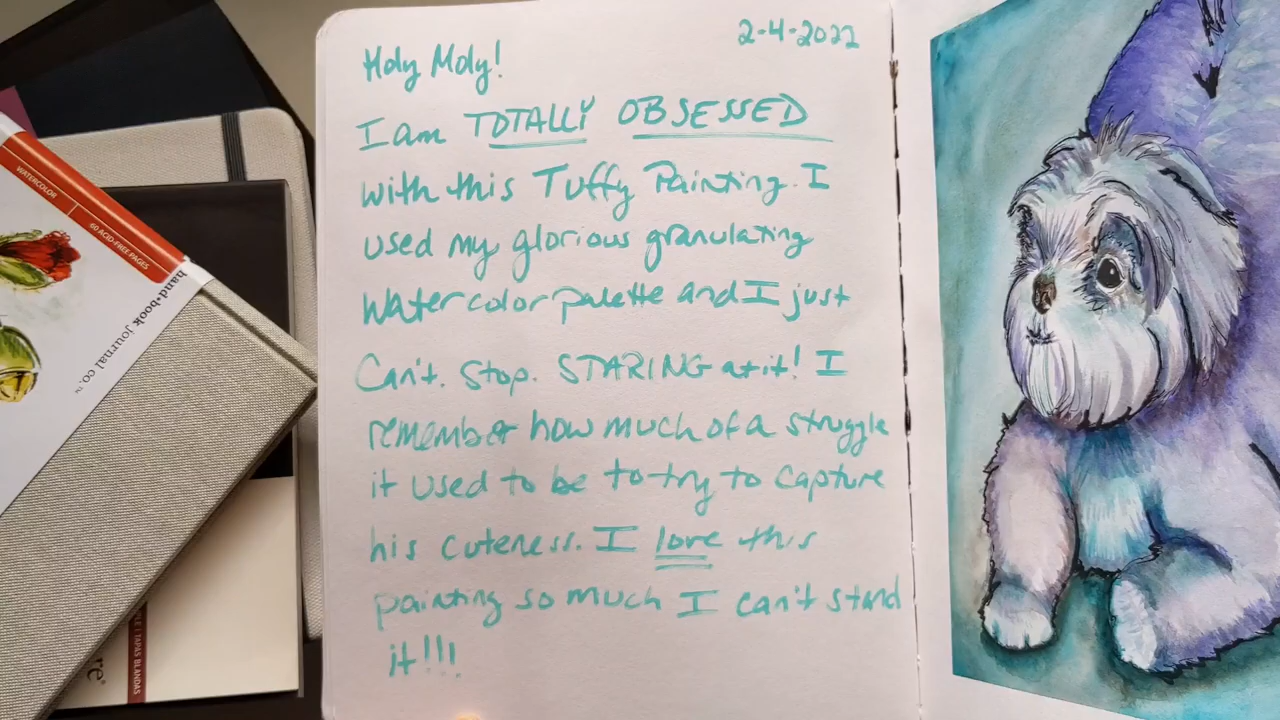 2-4-2022
Holy Moly!
I am TOTALLY OBSESSED
with this Tuffy Painting. I
used my glorious granulating
Watercolor palette and I just
Can't. Stop. STARING at it! I
remember how much of a struggle
it used to be to try to capture
his cuteness. I love this
painting so much I can't stand
it!!!
WATERCOLOR
60 ACID-FREE PAGES
hand•book journal co.™
/ TAPAS BLANDAS